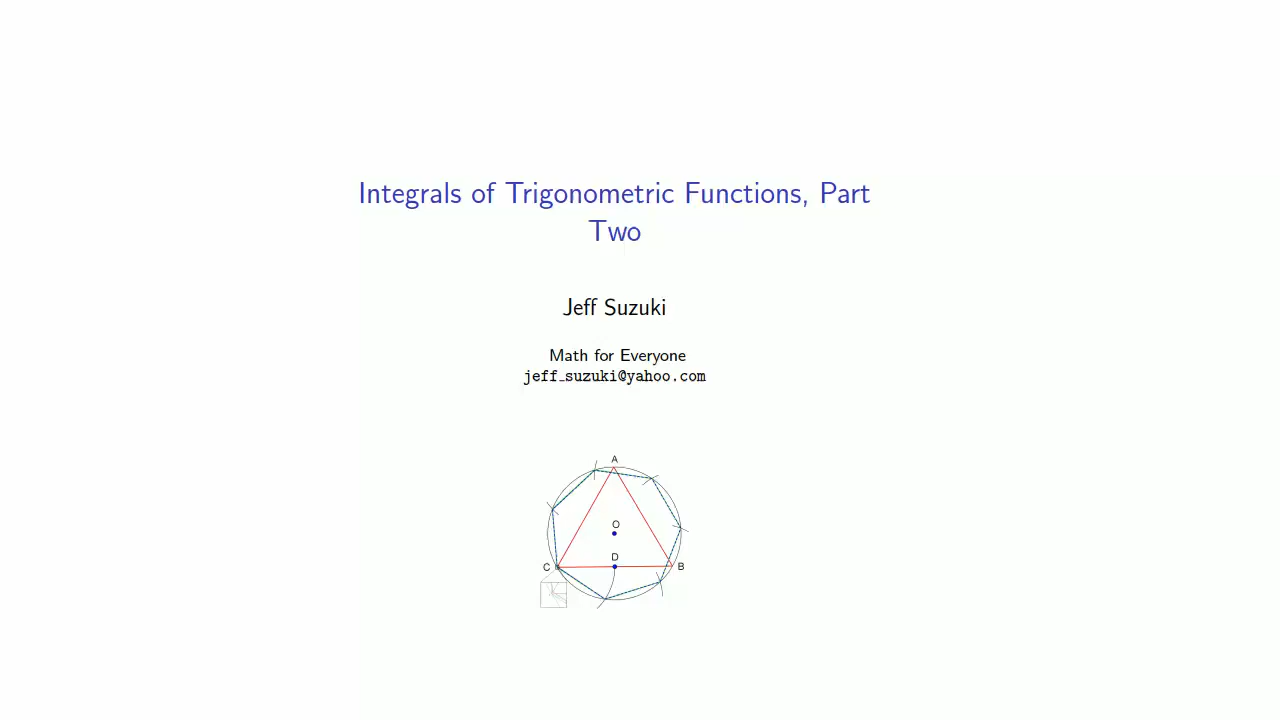 Integrals of Trigonometric Functions, Part
Two
Jeff Suzuki
Math for Everyone
jeff_suzuki@yahoo.com
A
O
D
C
B